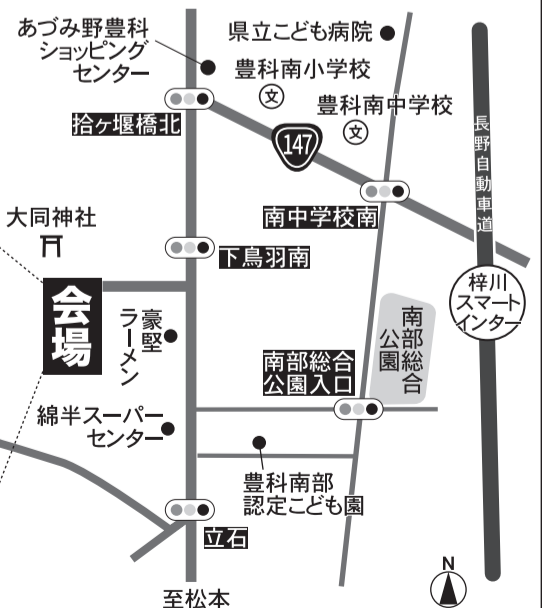 あづみ野豊科
ショッピング
センター
県立こども病院
豊科南小学校
文
豊科南中学校
文
拾ヶ堰橋北
147
長野自動車道
南中学校南
大同神社
下鳥羽南
梓川
スマート
インター
会場
豪堅
ラーメン
南部総合
公園
南部総合
公園入口
綿半スーパー
センター
豊科南部
認定こども園
立石
至松本
N